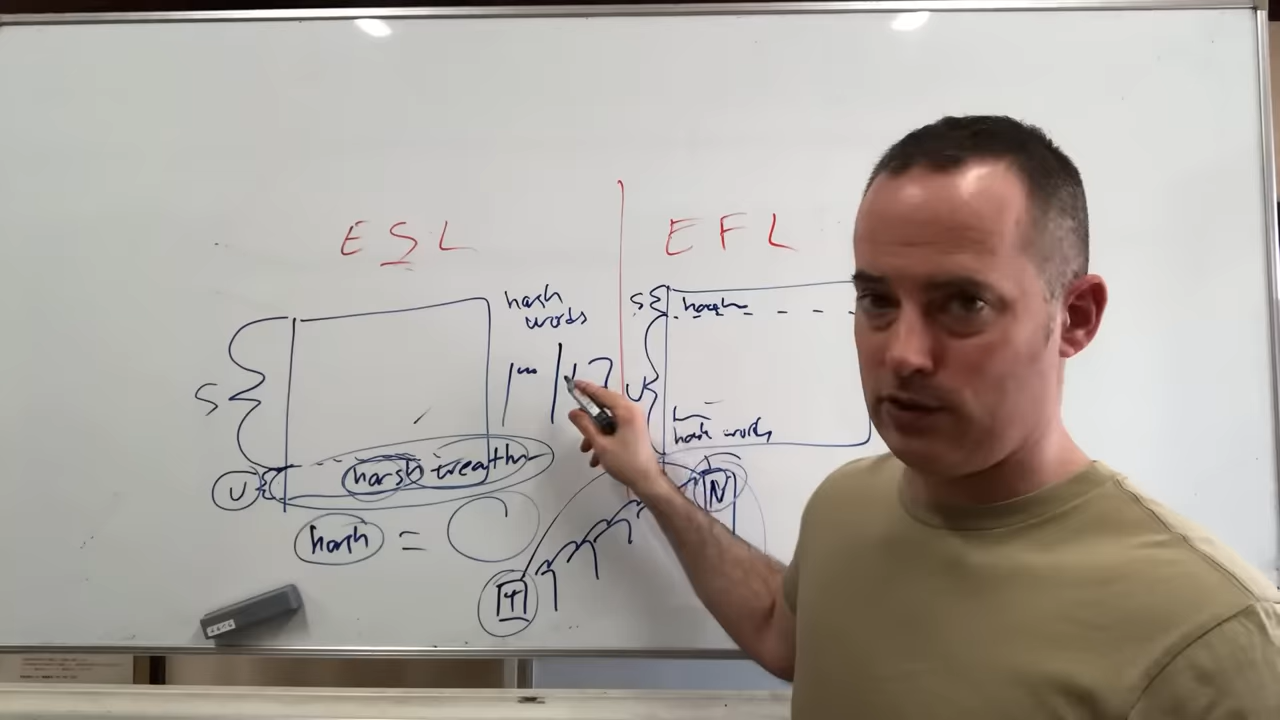 ESL
EFL
harsh
words
S
S
harsh
U
harsh words
harsh weather
U
harsh =
N